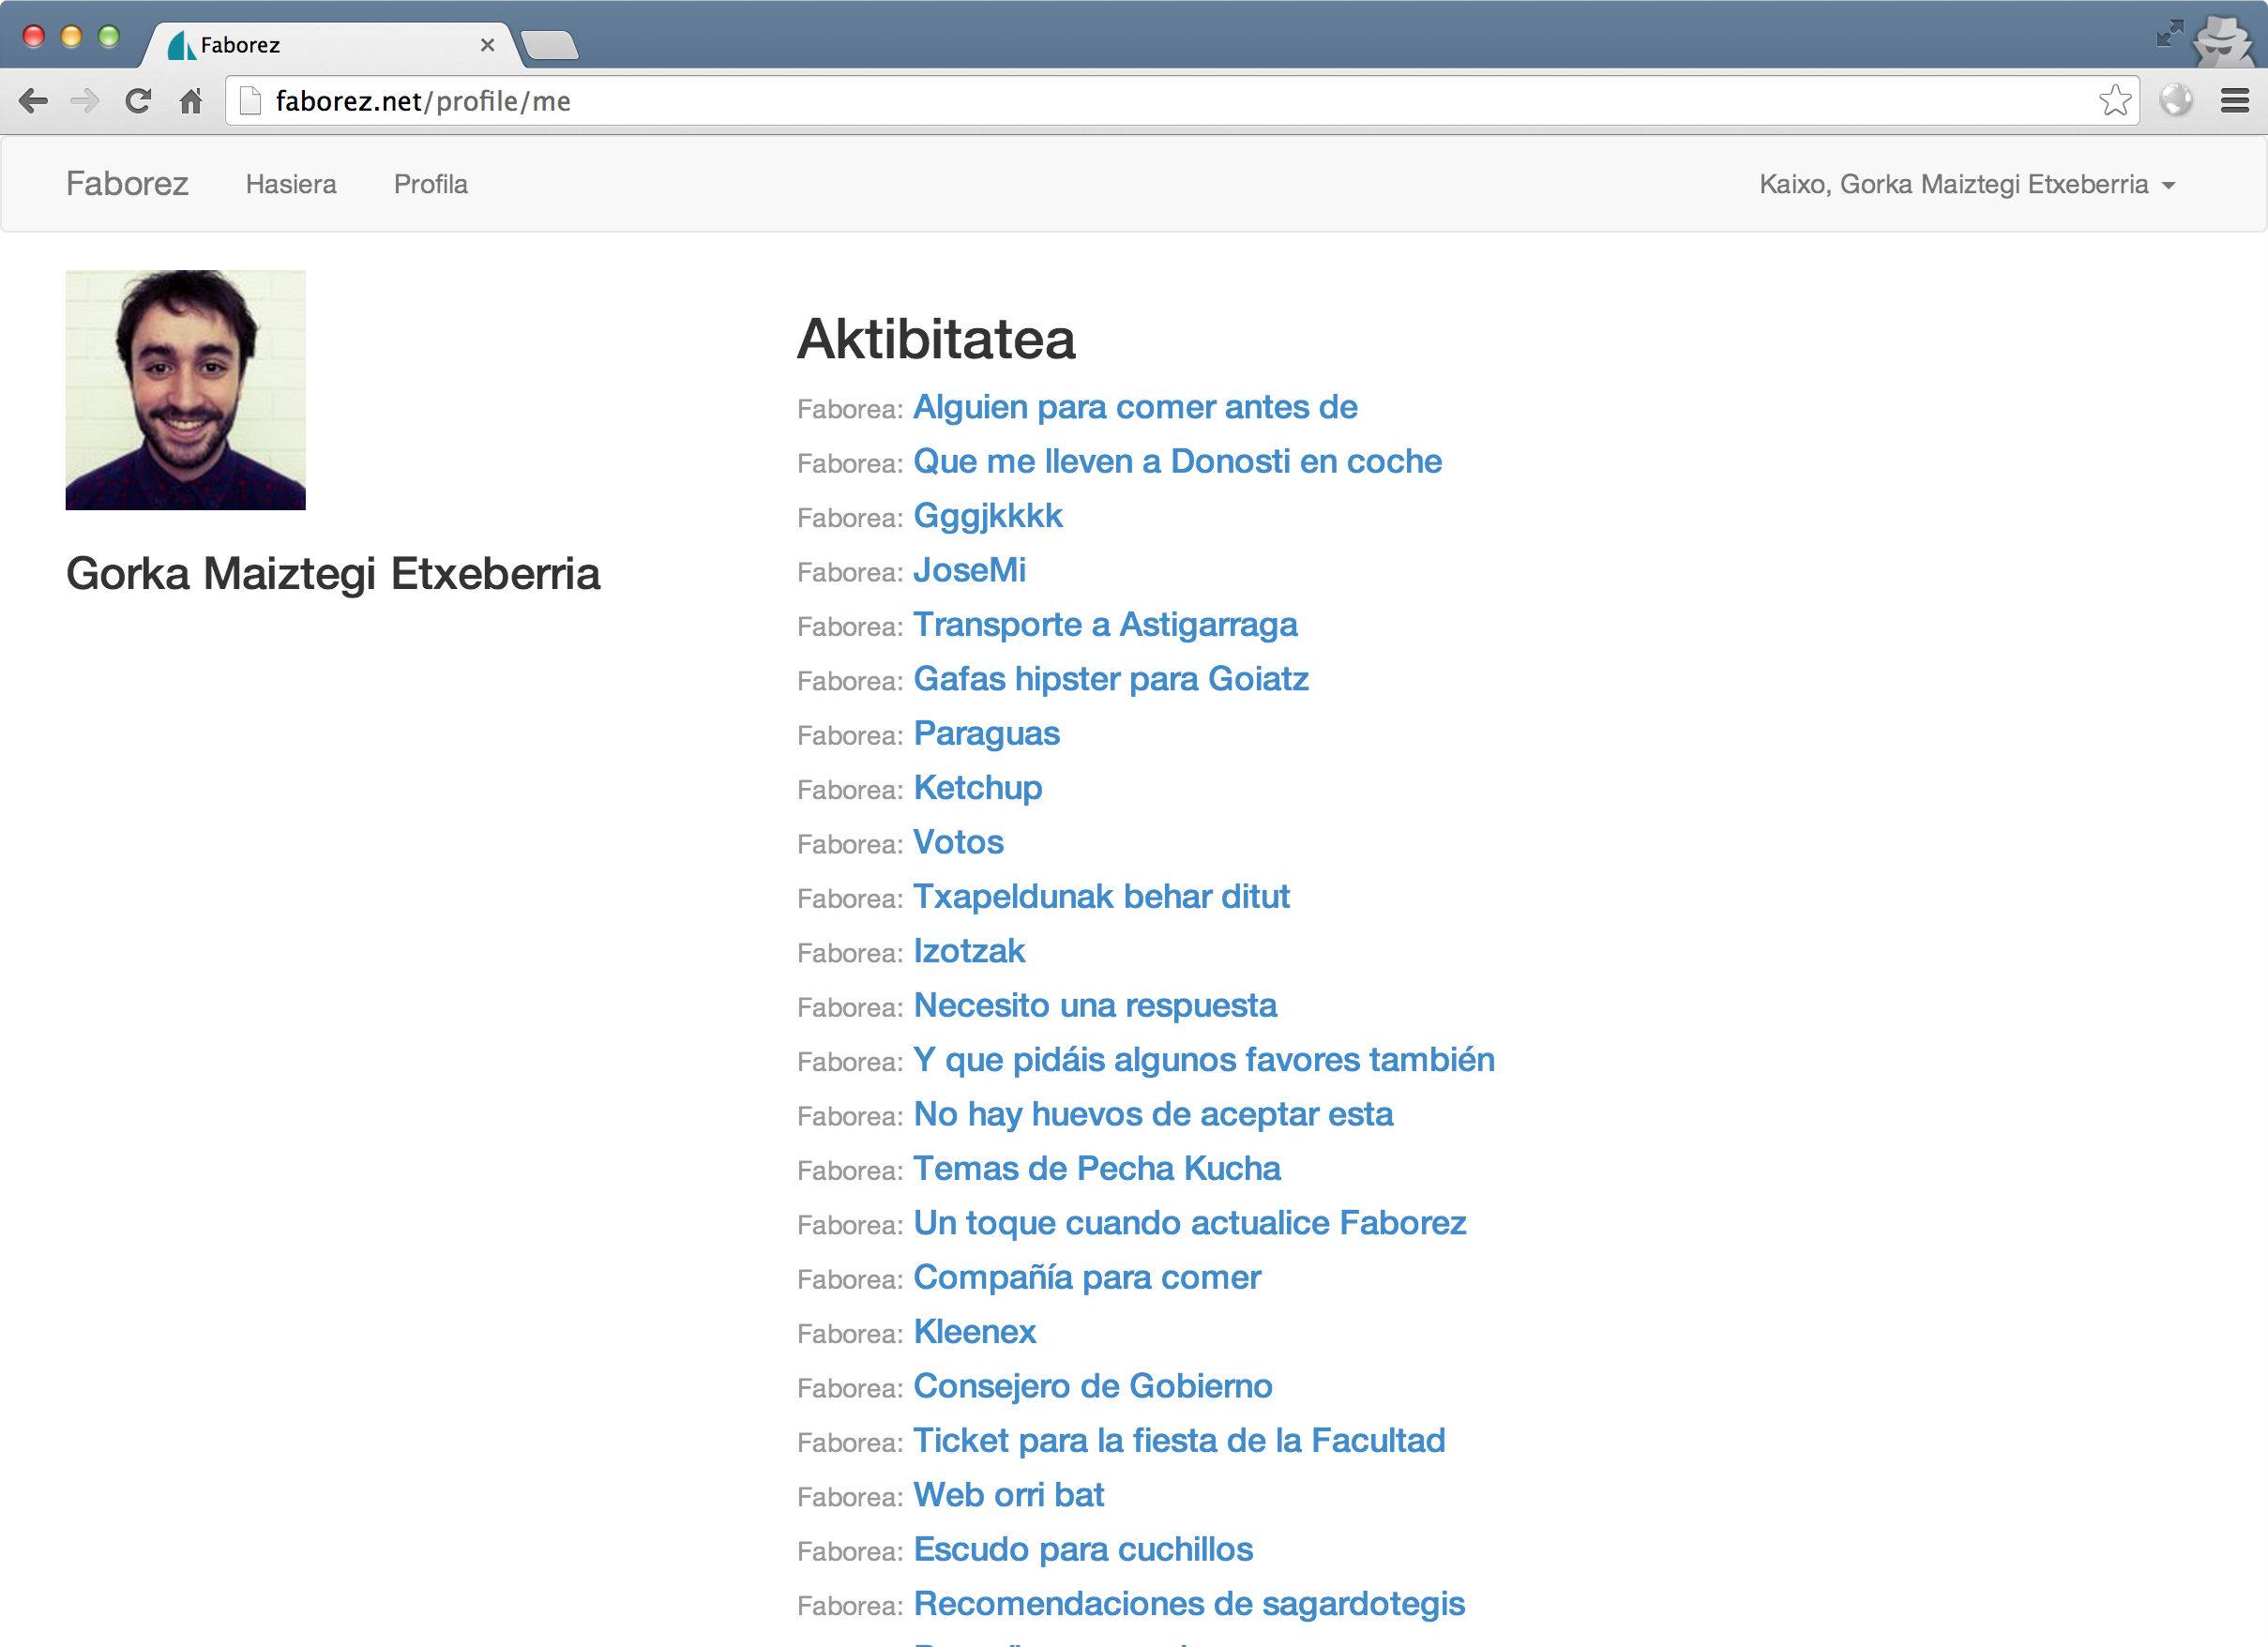 Faborez
faborez.net/profile/me
Faborez Hasiera Profila Kaixo, Gorka Maiztegi Etxeberria
Gorka Maiztegi Etxeberria
Aktibitatea
Faborea: Alguien para comer antes de
Faborea: Que me lleven a Donosti en coche
Faborea: Gggjkkkk
Faborea: JoseMi
Faborea: Transporte a Astigarraga
Faborea: Gafas hipster para Goiatz
Faborea: Paraguas
Faborea: Ketchup
Faborea: Votos
Faborea: Txapeldunak behar ditut
Faborea: Izotzak
Faborea: Necesito una respuesta
Faborea: Y que pidáis algunos favores también
Faborea: No hay huevos de aceptar esta
Faborea: Temas de Pecha Kucha
Faborea: Un toque cuando actualice Faborez
Faborea: Compañía para comer
Faborea: Kleenex
Faborea: Consejero de Gobierno
Faborea: Ticket para la fiesta de la Facultad
Faborea: Web orri bat
Faborea: Escudo para cuchillos
Faborea: Recomendaciones de sagardotegis